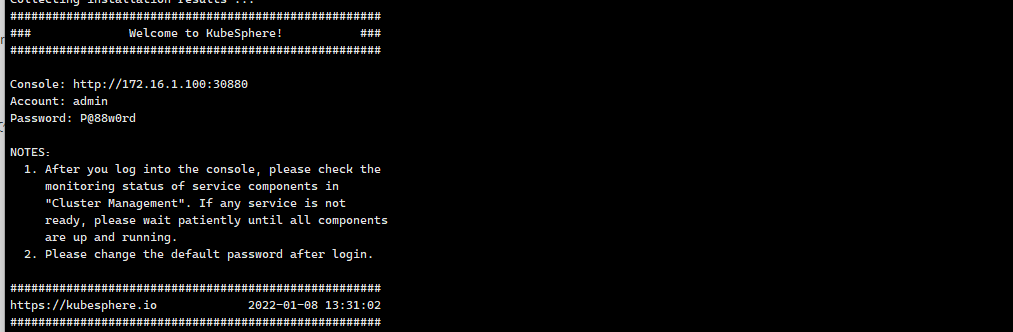 Collecting installation results ...
#####################################################
###              Welcome to KubeSphere!           ###
#####################################################
Console: http://172.16.1.100:30880
Account: admin
Password: P@88w0rd
NOTES:
1. After you log into the console, please check the
monitoring status of service components in
"Cluster Management". If any service is not
ready, please wait patiently until all components
are up and running.
2. Please change the default password after login.
#####################################################
https://kubesphere.io             2022-01-08 13:31:02
#####################################################